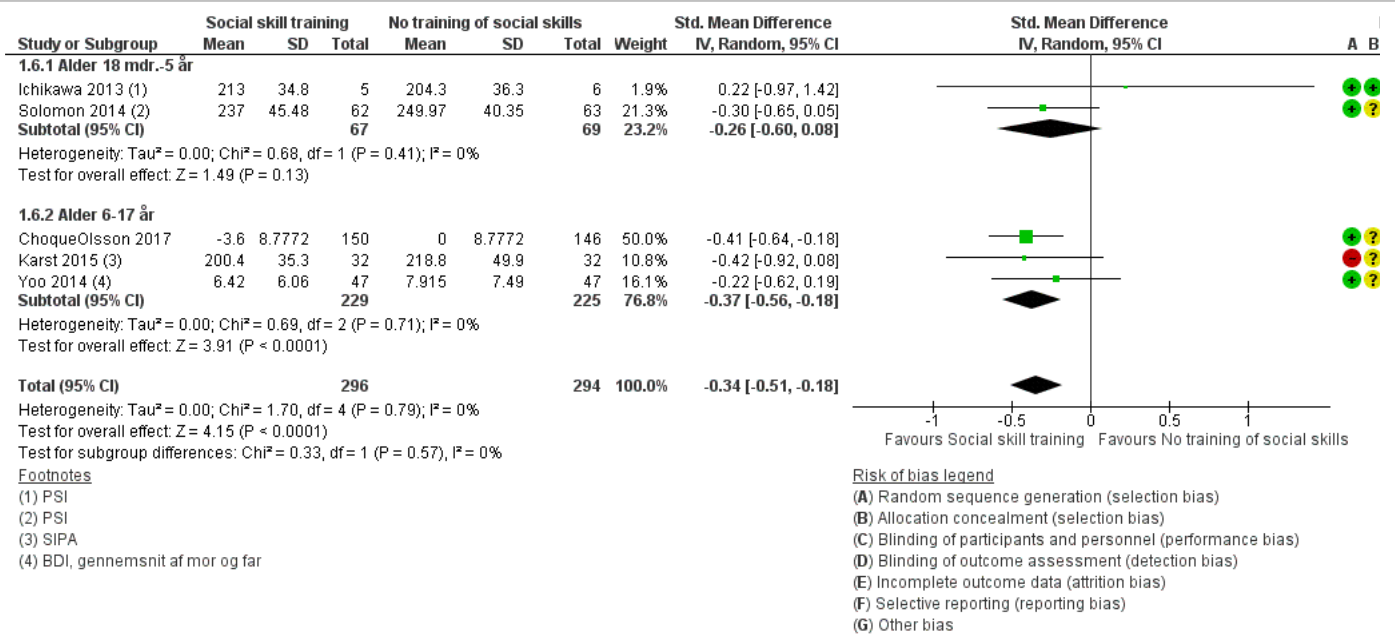 Social skill training No training of social skills Std. Mean Difference Std. Mean Difference
Study or Subgroup Mean SD Total Mean SD Total Weight IV, Random, 95% CI IV, Random, 95% CI A B
1.6.1 Alder 18 mdr.-5 år
Ichikawa 2013 (1) 213 34.8 5 204.3 36.3 6 1.9% 0.22 [-0.97, 1.42] + +
Solomon 2014 (2) 237 45.48 62 249.97 40.35 63 21.3% -0.30 [-0.65, 0.05] + ?
Subtotal (95% CI) 67 69 23.2% -0.26 [-0.60, 0.08]
Heterogeneity: Tau² = 0.00; Chi² = 0.68, df = 1 (P = 0.41); I² = 0%
Test for overall effect: Z = 1.49 (P = 0.13)
1.6.2 Alder 6-17 år
ChoqueOlsson 2017 -3.6 8.7772 150 0 8.7772 146 50.0% -0.41 [-0.64, -0.18] + ?
Karst 2015 (3) 200.4 35.3 32 218.8 49.9 32 10.8% -0.42 [-0.92, 0.08] - ?
Yoo 2014 (4) 6.42 6.06 47 7.915 7.49 47 16.1% -0.22 [-0.62, 0.19] + ?
Subtotal (95% CI) 229 225 76.8% -0.37 [-0.56, -0.18]
Heterogeneity: Tau² = 0.00; Chi² = 0.69, df = 2 (P = 0.71); I² = 0%
Test for overall effect: Z = 3.91 (P < 0.0001)
Total (95% CI) 296 294 100.0% -0.34 [-0.51, -0.18]
Heterogeneity: Tau² = 0.00; Chi² = 1.70, df = 4 (P = 0.79); I² = 0%
Test for overall effect: Z = 4.15 (P < 0.0001)
Test for subgroup differences: Chi² = 0.33, df = 1 (P = 0.57), I² = 0%
-1 -0.5 0 0.5 1
Favours Social skill training Favours No training of social skills
Footnotes
(1) PSI
(2) PSI
(3) SIPA
(4) BDI, gennemsnit af mor og far
Risk of bias legend
(A) Random sequence generation (selection bias)
(B) Allocation concealment (selection bias)
(C) Blinding of participants and personnel (performance bias)
(D) Blinding of outcome assessment (detection bias)
(E) Incomplete outcome data (attrition bias)
(F) Selective reporting (reporting bias)
(G) Other bias